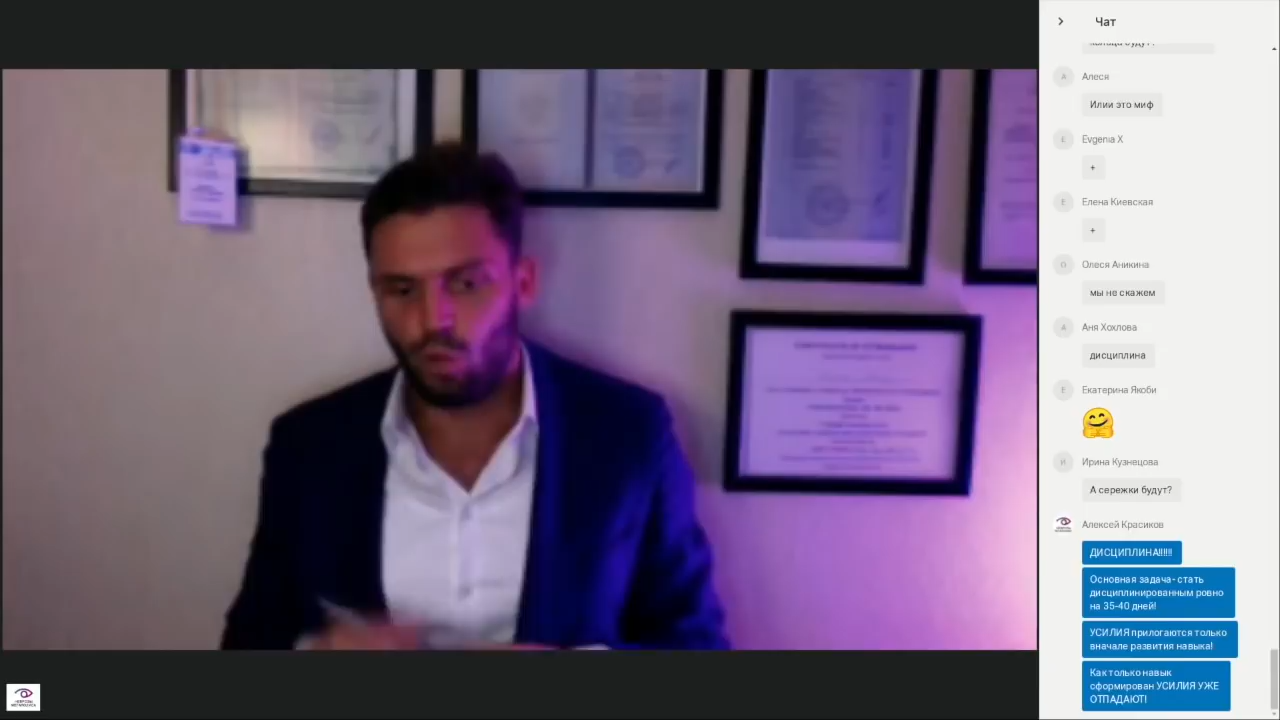 Чат
Алеся
Илии это миф
Evgenia X
+
Елена Киевская
+
Олеся Аникина
мы не скажем
Аня Хохлова
дисциплина
Екатерина Якоби
Ирина Кузнецова
А сережки будут?
Алексей Красиков
ДИСЦИПЛИНА!!!!!!
Основная задача- стать
дисциплинированным ровно
на 35-40 дней!
УСИЛИЯ прилогаются только
вначале развития навыка!
Как только навык
сформирован УСИЛИЯ УЖЕ
ОТПАДАЮТ!